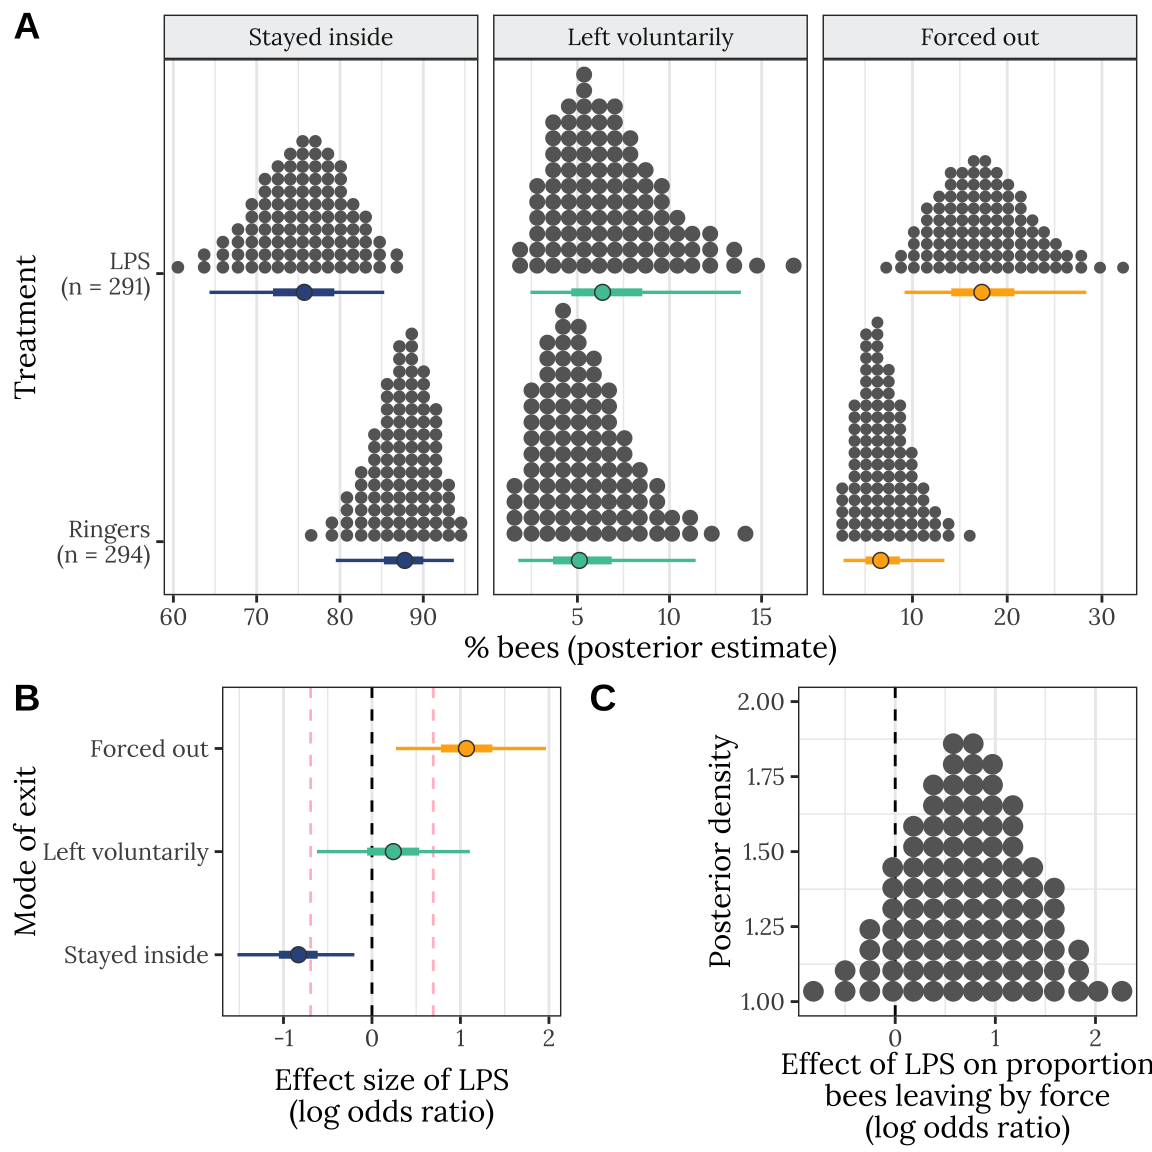 A
Stayed inside
Left voluntarily
Forced out
Treatment
LPS
(n = 291)
Ringers
(n = 294)
60 70 80 90
5 10 15
10 20 30
% bees (posterior estimate)
B
Mode of exit
Forced out
Left voluntarily
Stayed inside
-1 0 1 2
Effect size of LPS
(log odds ratio)
C
Posterior density
2.00
1.75
1.50
1.25
1.00
0 1 2
Effect of LPS on proportion
bees leaving by force
(log odds ratio)